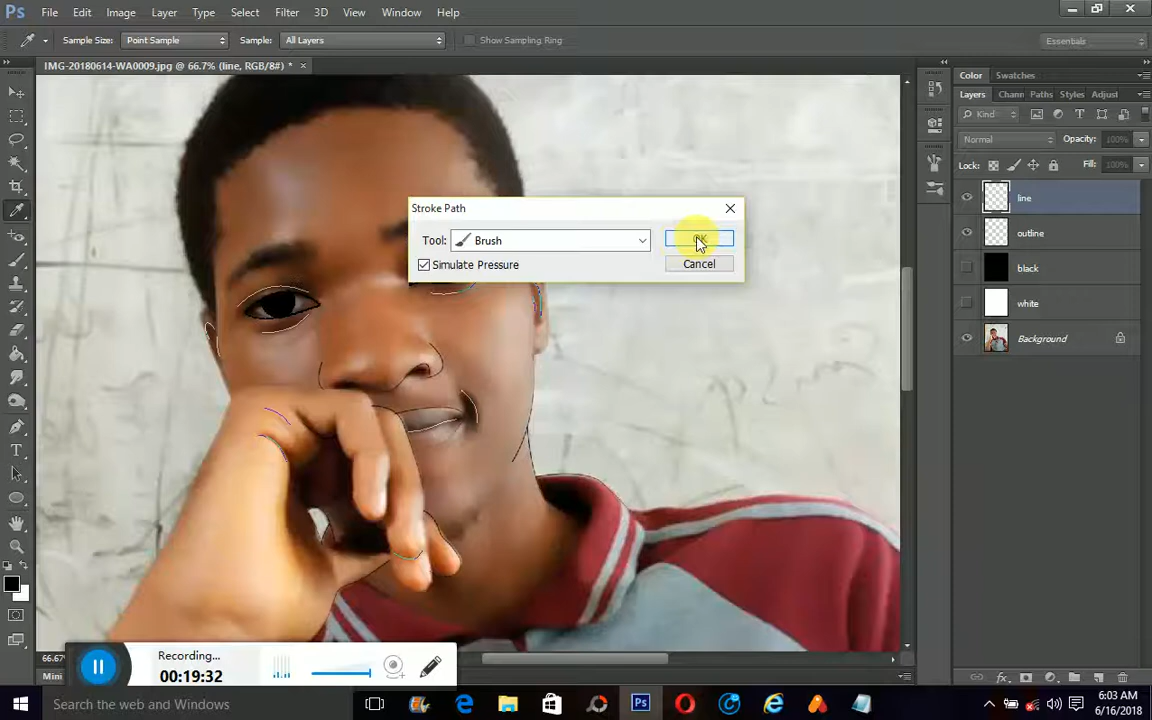 Ps File Edit Image Layer Type Select Filter 3D View Window Help
Sample Size: Point Sample Sample: All Layers Show Sampling Ring Essentials
IMG-20180614-WA0009.jpg @ 66.7% (line, RGB/8#) * ×
Color Swatches
Layers Chann Paths Styles Adjust
Kind
Normal Opacity: 100%
Lock: Fill: 100%
line
outline
black
white
Background
Stroke Path
Tool: Brush OK
Simulate Pressure Cancel
66.67
Mini
Recording...
00:19:32
Search the web and Windows
6:03 AM
6/16/2018